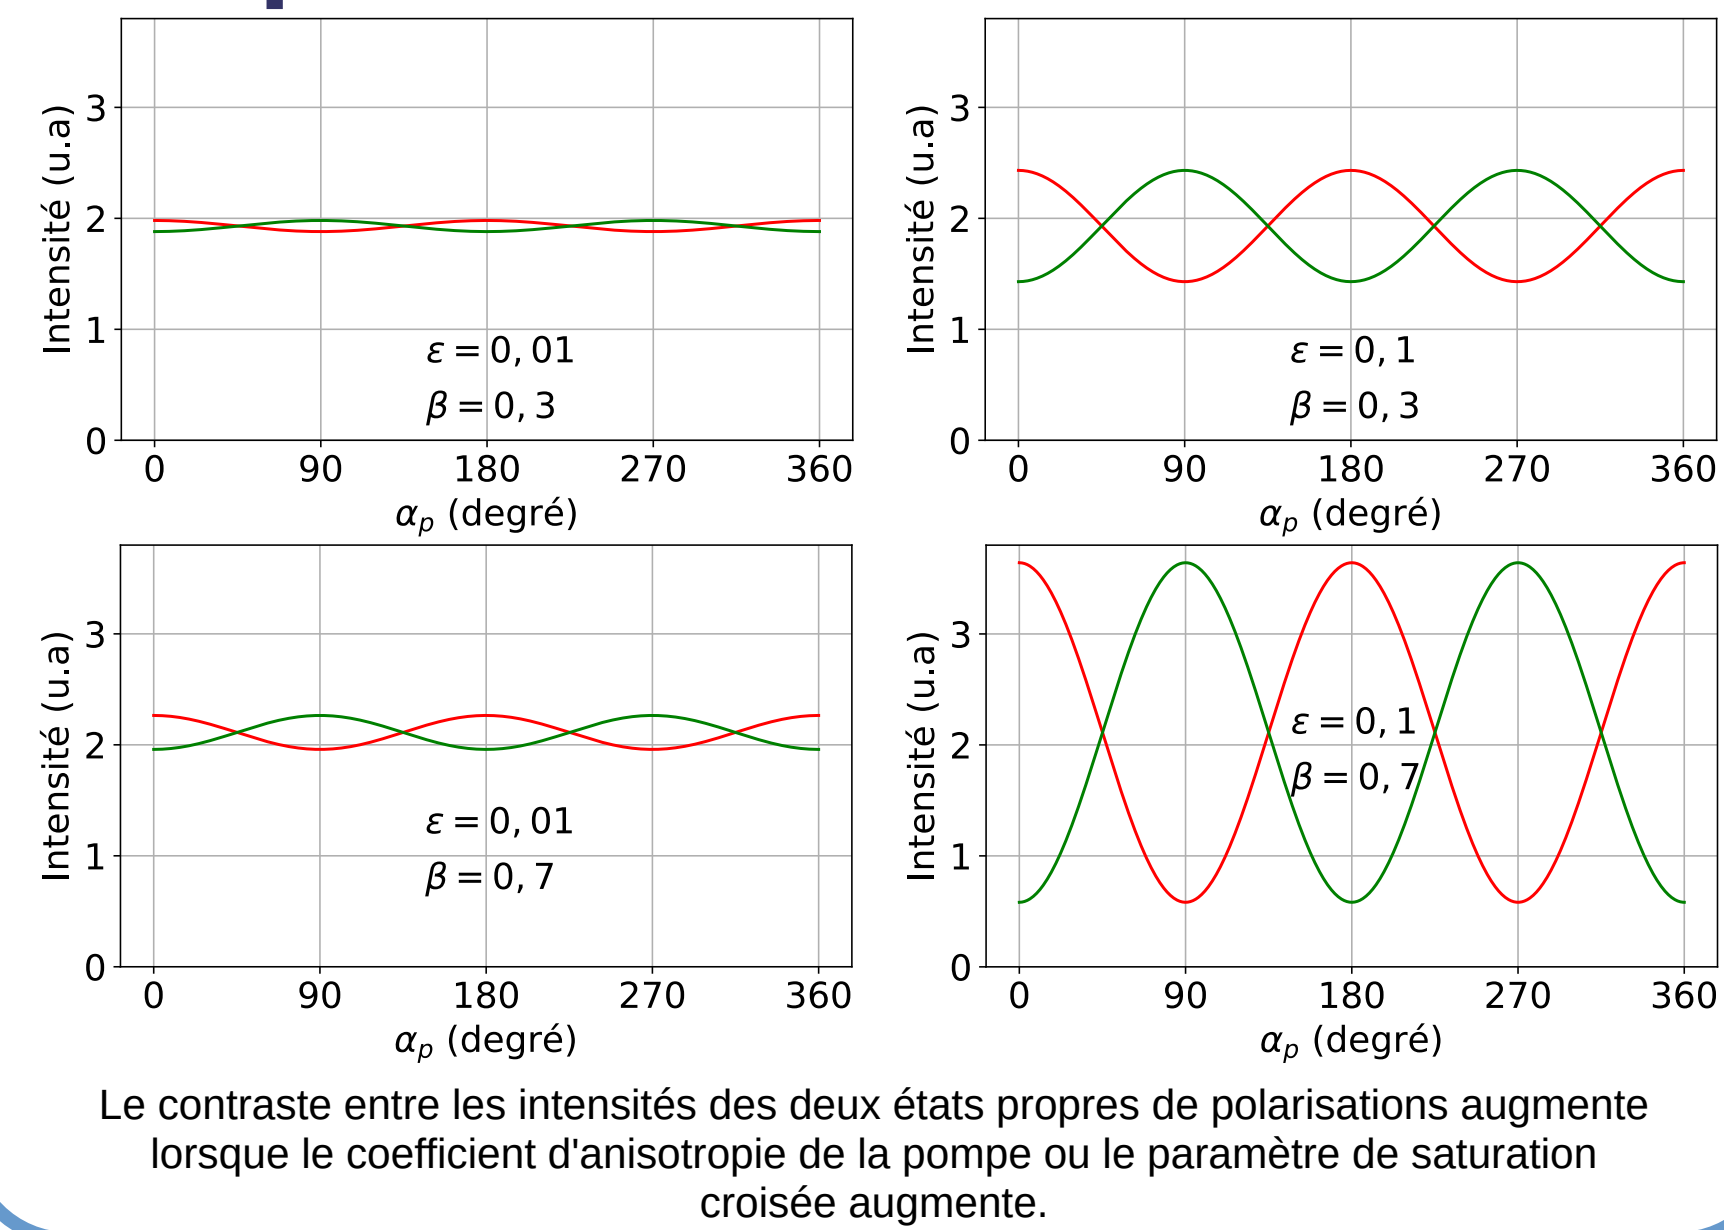 Intensité (u.a)
3
2
1
0
ε = 0, 01
β = 0, 3
0 90 180 270 360
αp (degré)
Intensité (u.a)
3
2
1
0
ε = 0, 1
β = 0, 3
0 90 180 270 360
αp (degré)
Intensité (u.a)
3
2
1
0
ε = 0, 01
β = 0, 7
0 90 180 270 360
αp (degré)
Intensité (u.a)
3
2
1
0
ε = 0, 1
β = 0, 7
0 90 180 270 360
αp (degré)
Le contraste entre les intensités des deux états propres de polarisations augmente
lorsque le coefficient d'anisotropie de la pompe ou le paramètre de saturation
croisée augmente.